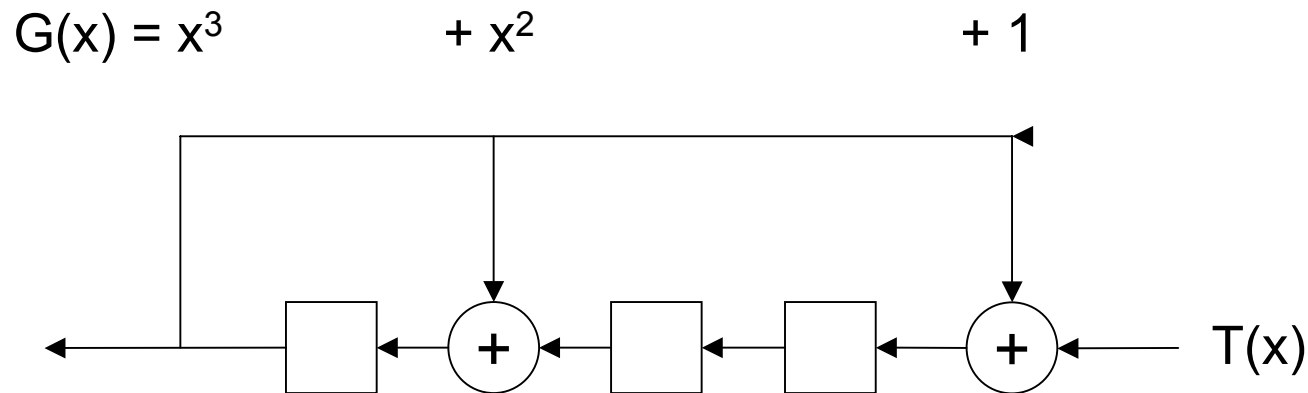 G(x) = x³ + x² + 1
+ + T(x)